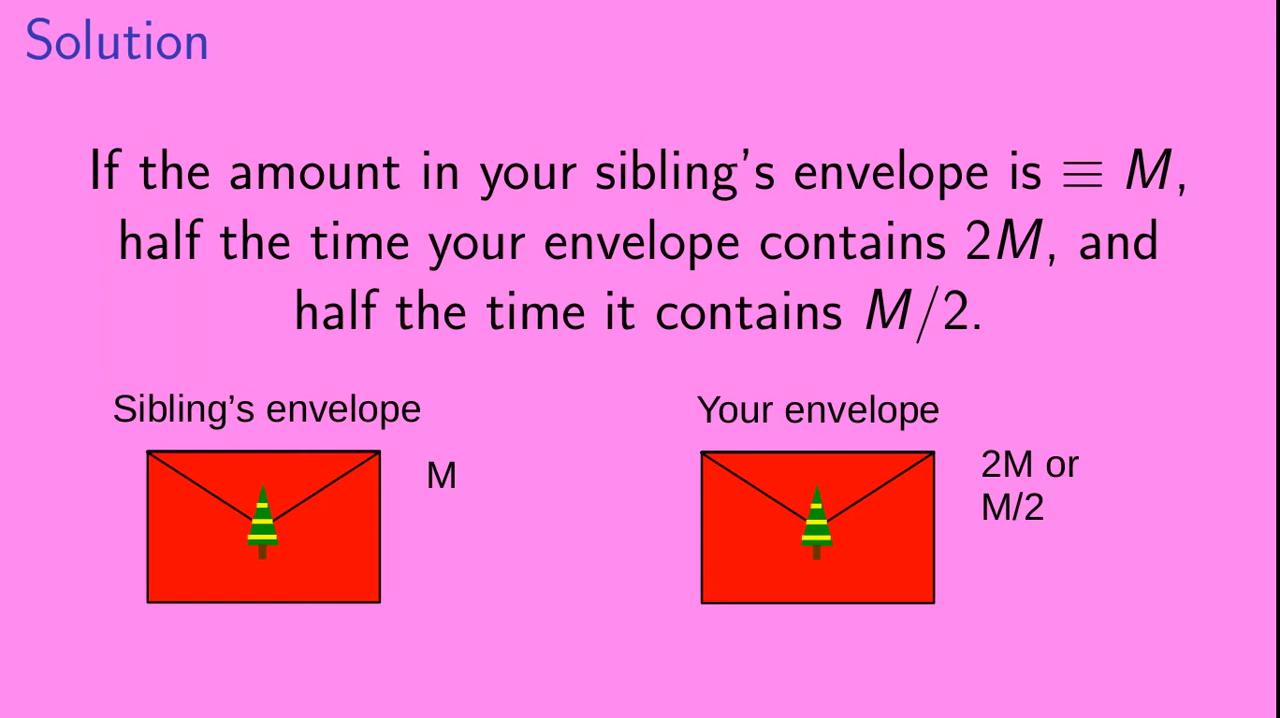 Solution
If the amount in your sibling's envelope is ≡ M,
half the time your envelope contains 2M, and
half the time it contains M/2.
Sibling's envelope
M
Your envelope
2M or
M/2